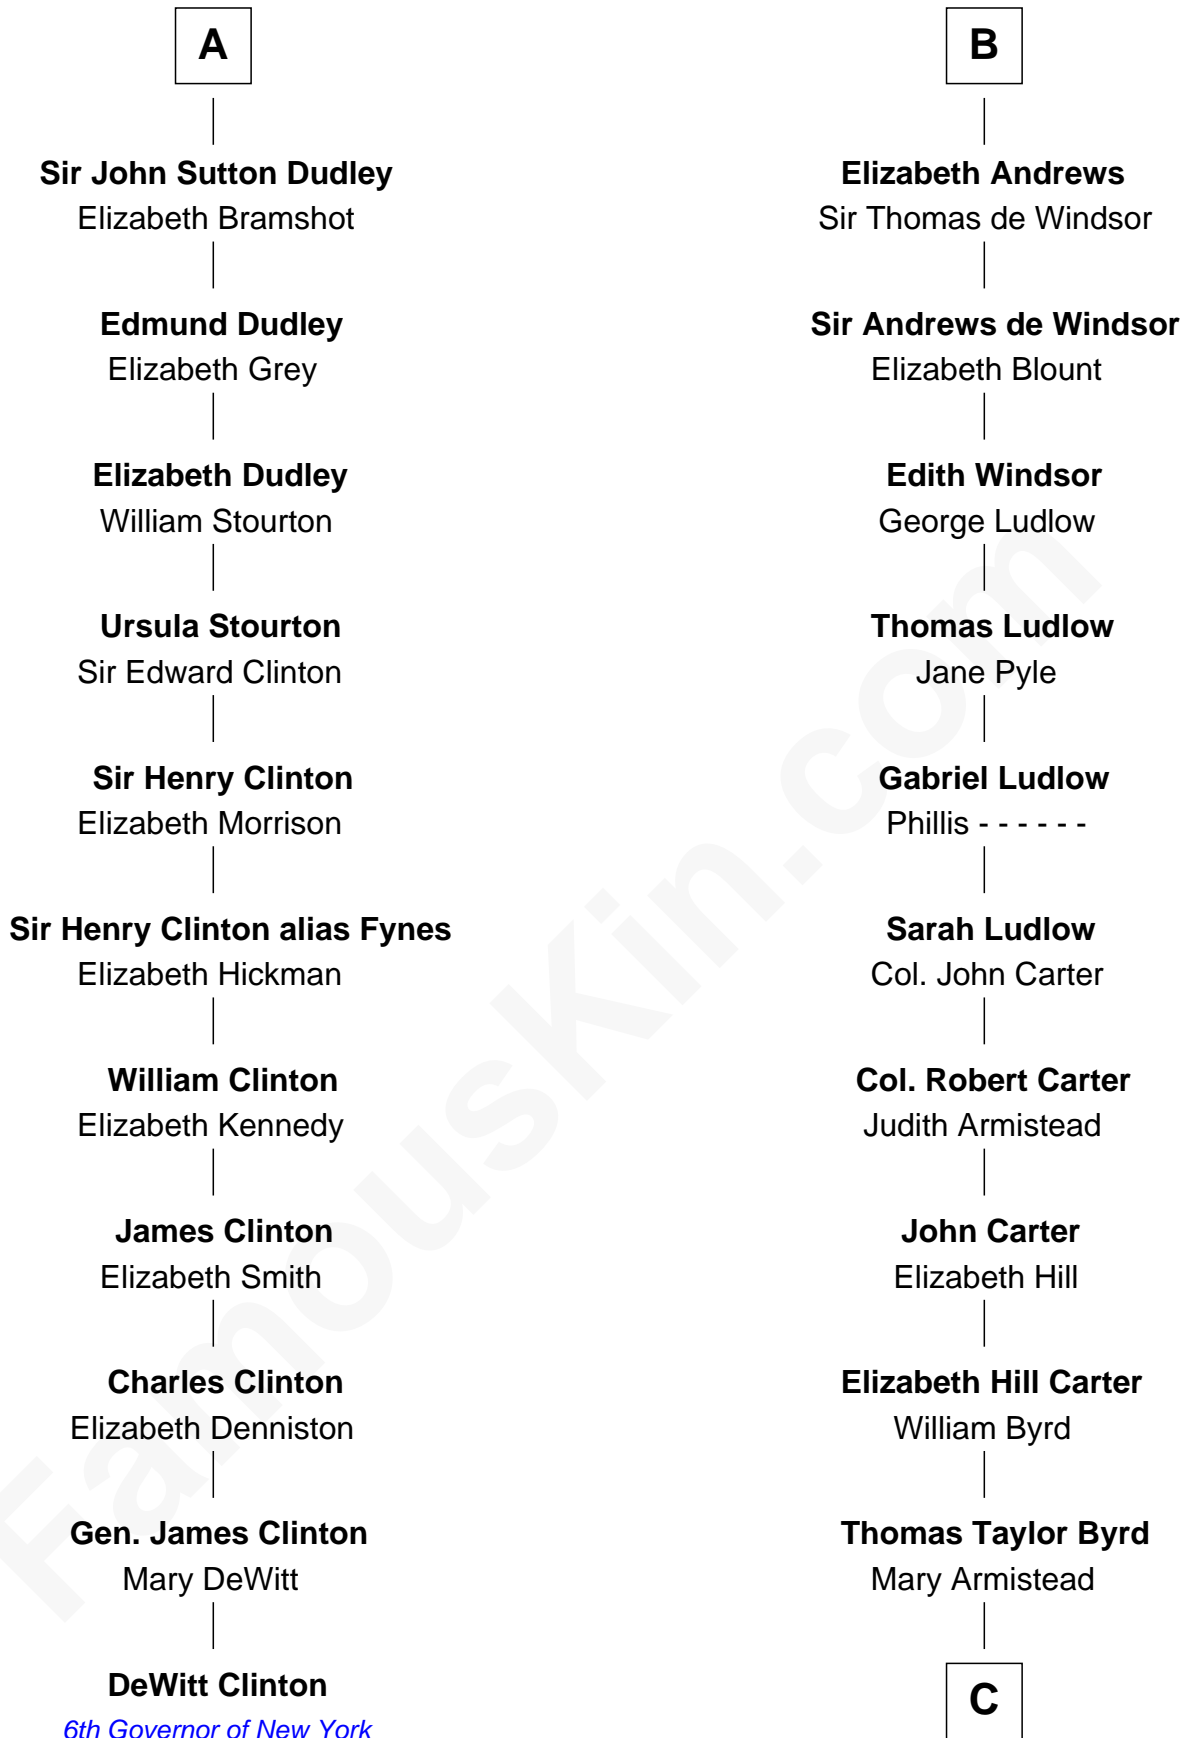 A
Sir John Sutton Dudley
Elizabeth Bramshot
Edmund Dudley
Elizabeth Grey
Elizabeth Dudley
William Stourton
Ursula Stourton
Sir Edward Clinton
Sir Henry Clinton
Elizabeth Morrison
Sir Henry Clinton alias Fynes
Elizabeth Hickman
William Clinton
Elizabeth Kennedy
James Clinton
Elizabeth Smith
Charles Clinton
Elizabeth Denniston
Gen. James Clinton
Mary DeWitt
DeWitt Clinton
6th Governor of New York
B
Elizabeth Andrews
Sir Thomas de Windsor
Sir Andrews de Windsor
Elizabeth Blount
Edith Windsor
George Ludlow
Thomas Ludlow
Jane Pyle
Gabriel Ludlow
Phillis - - - - - -
Sarah Ludlow
Col. John Carter
Col. Robert Carter
Judith Armistead
John Carter
Elizabeth Hill
Elizabeth Hill Carter
William Byrd
Thomas Taylor Byrd
Mary Armistead
C
FamousKin.com